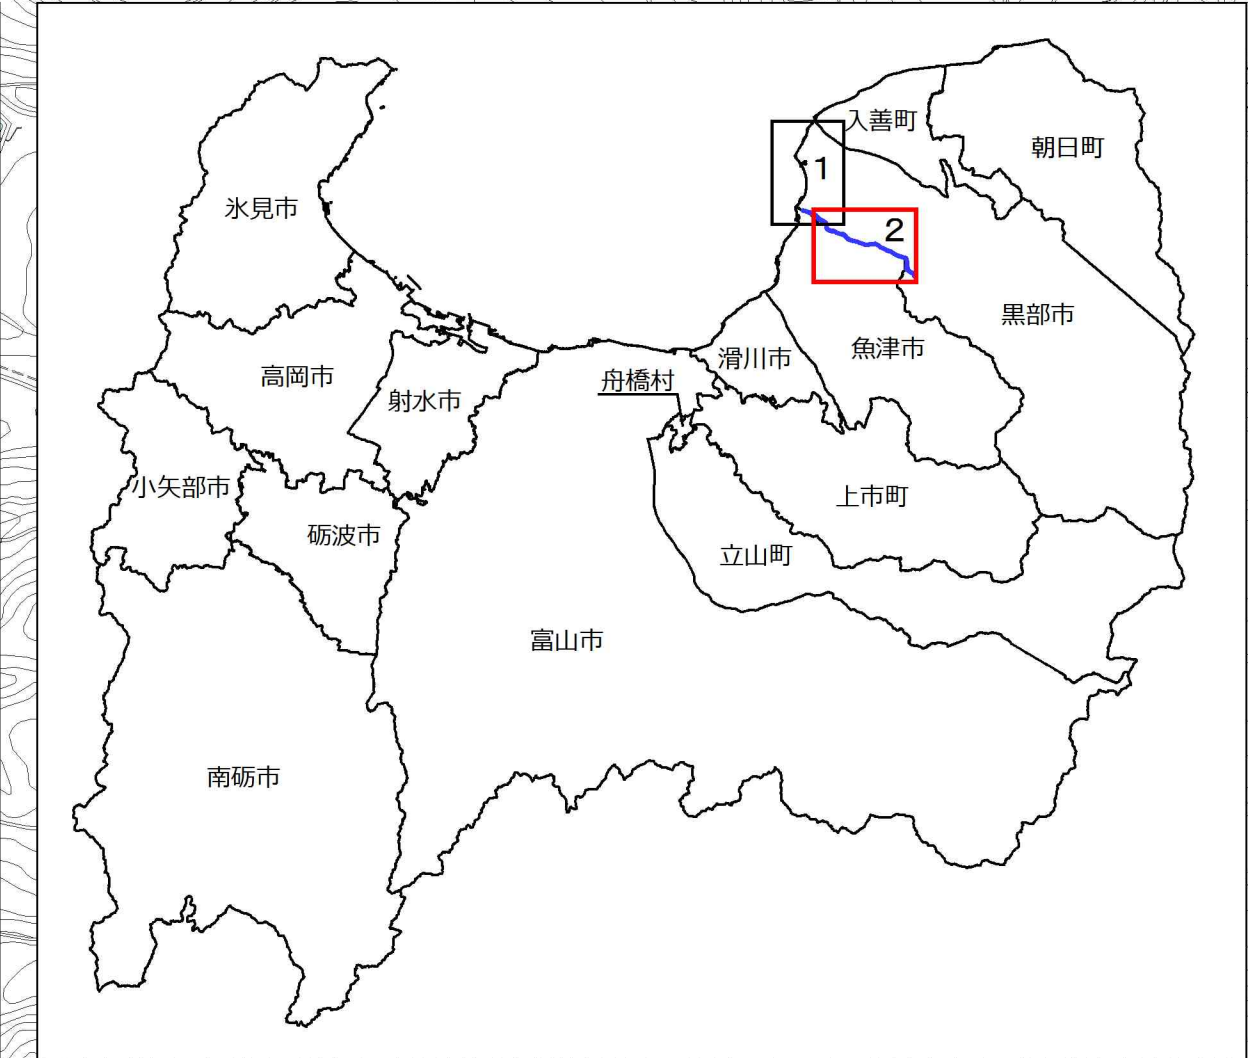 入善町
朝日町
1
氷見市
2
黒部市
魚津市
滑川市
高岡市
舟橋村
射水市
小矢部市
上市町
砺波市
立山町
富山市
南砺市